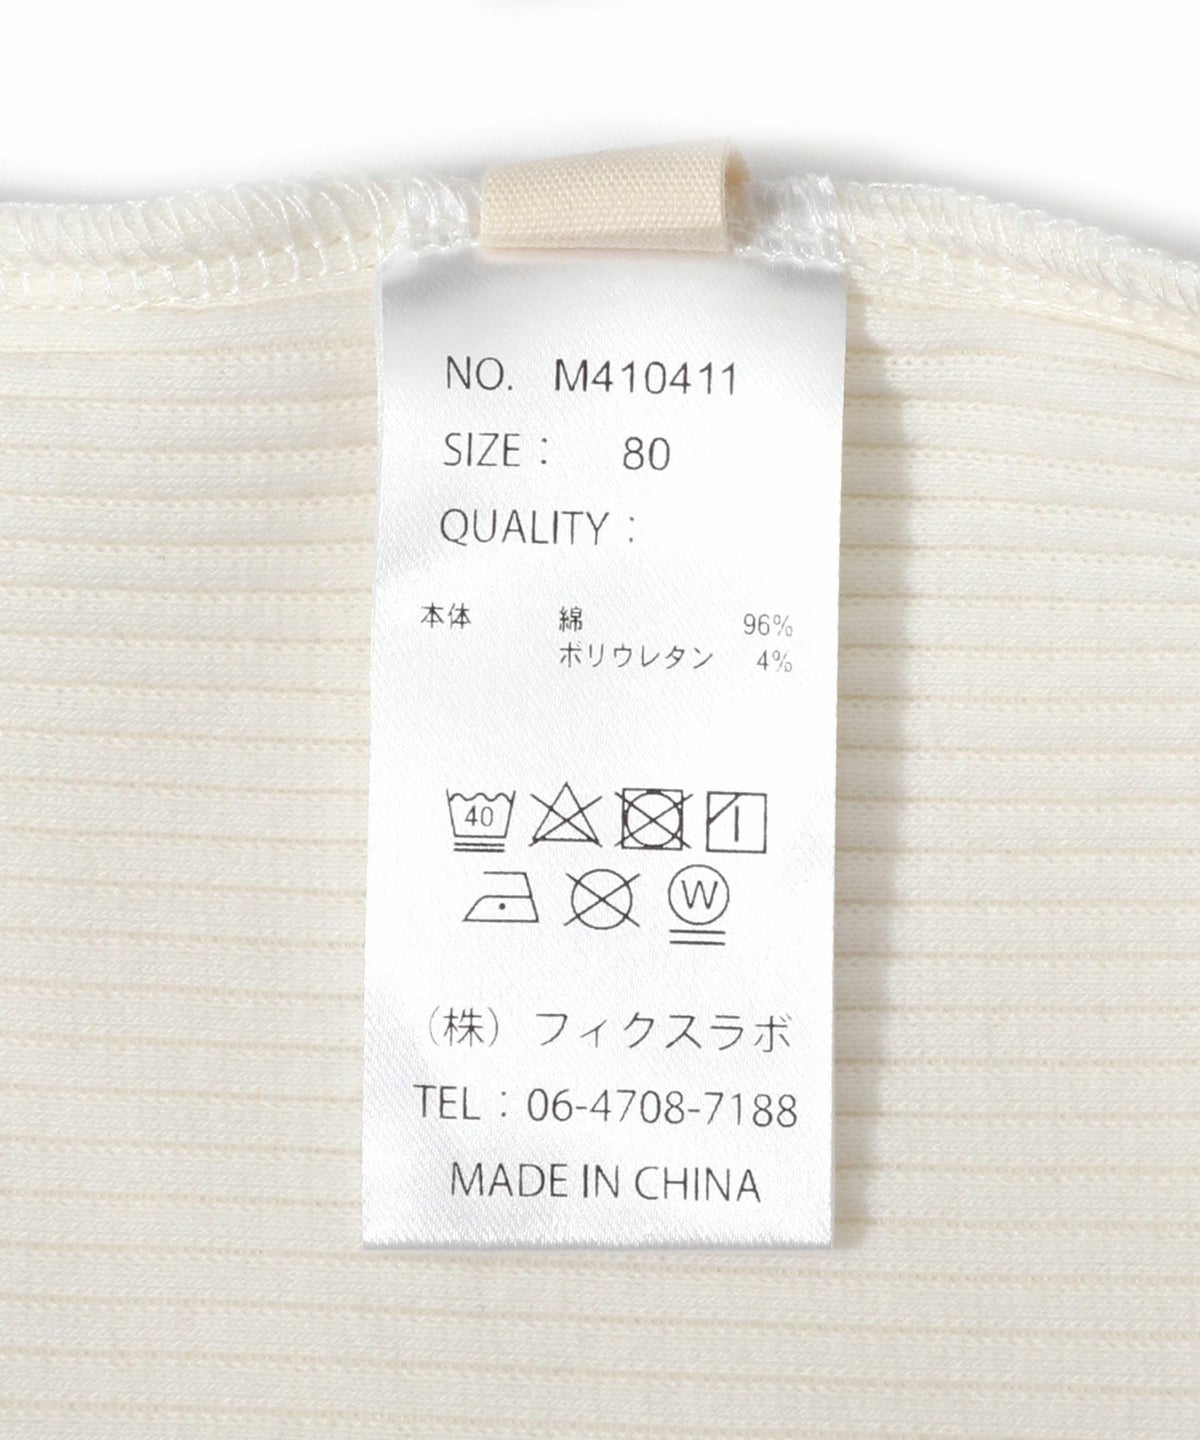 NO. M410411
SIZE : 80
QUALITY :
本体 綿 96%
ポリウレタン 4%
40
W
(株) フィクスラボ
TEL : 06-4708-7188
MADE IN CHINA